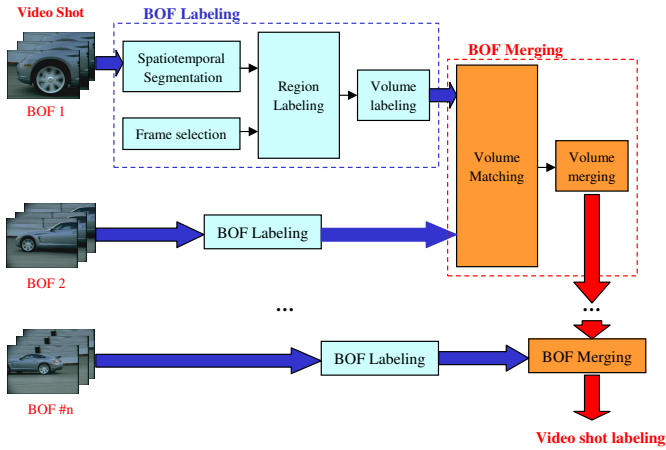 Video Shot
BOF Labeling
BOF Merging
Spatiotemporal
Segmentation
Frame selection
Region
Labeling
Volume
labeling
BOF 1
Volume
Matching
Volume
merging
BOF Labeling
BOF 2
...
...
BOF Labeling
BOF Merging
BOF #n
Video shot labeling